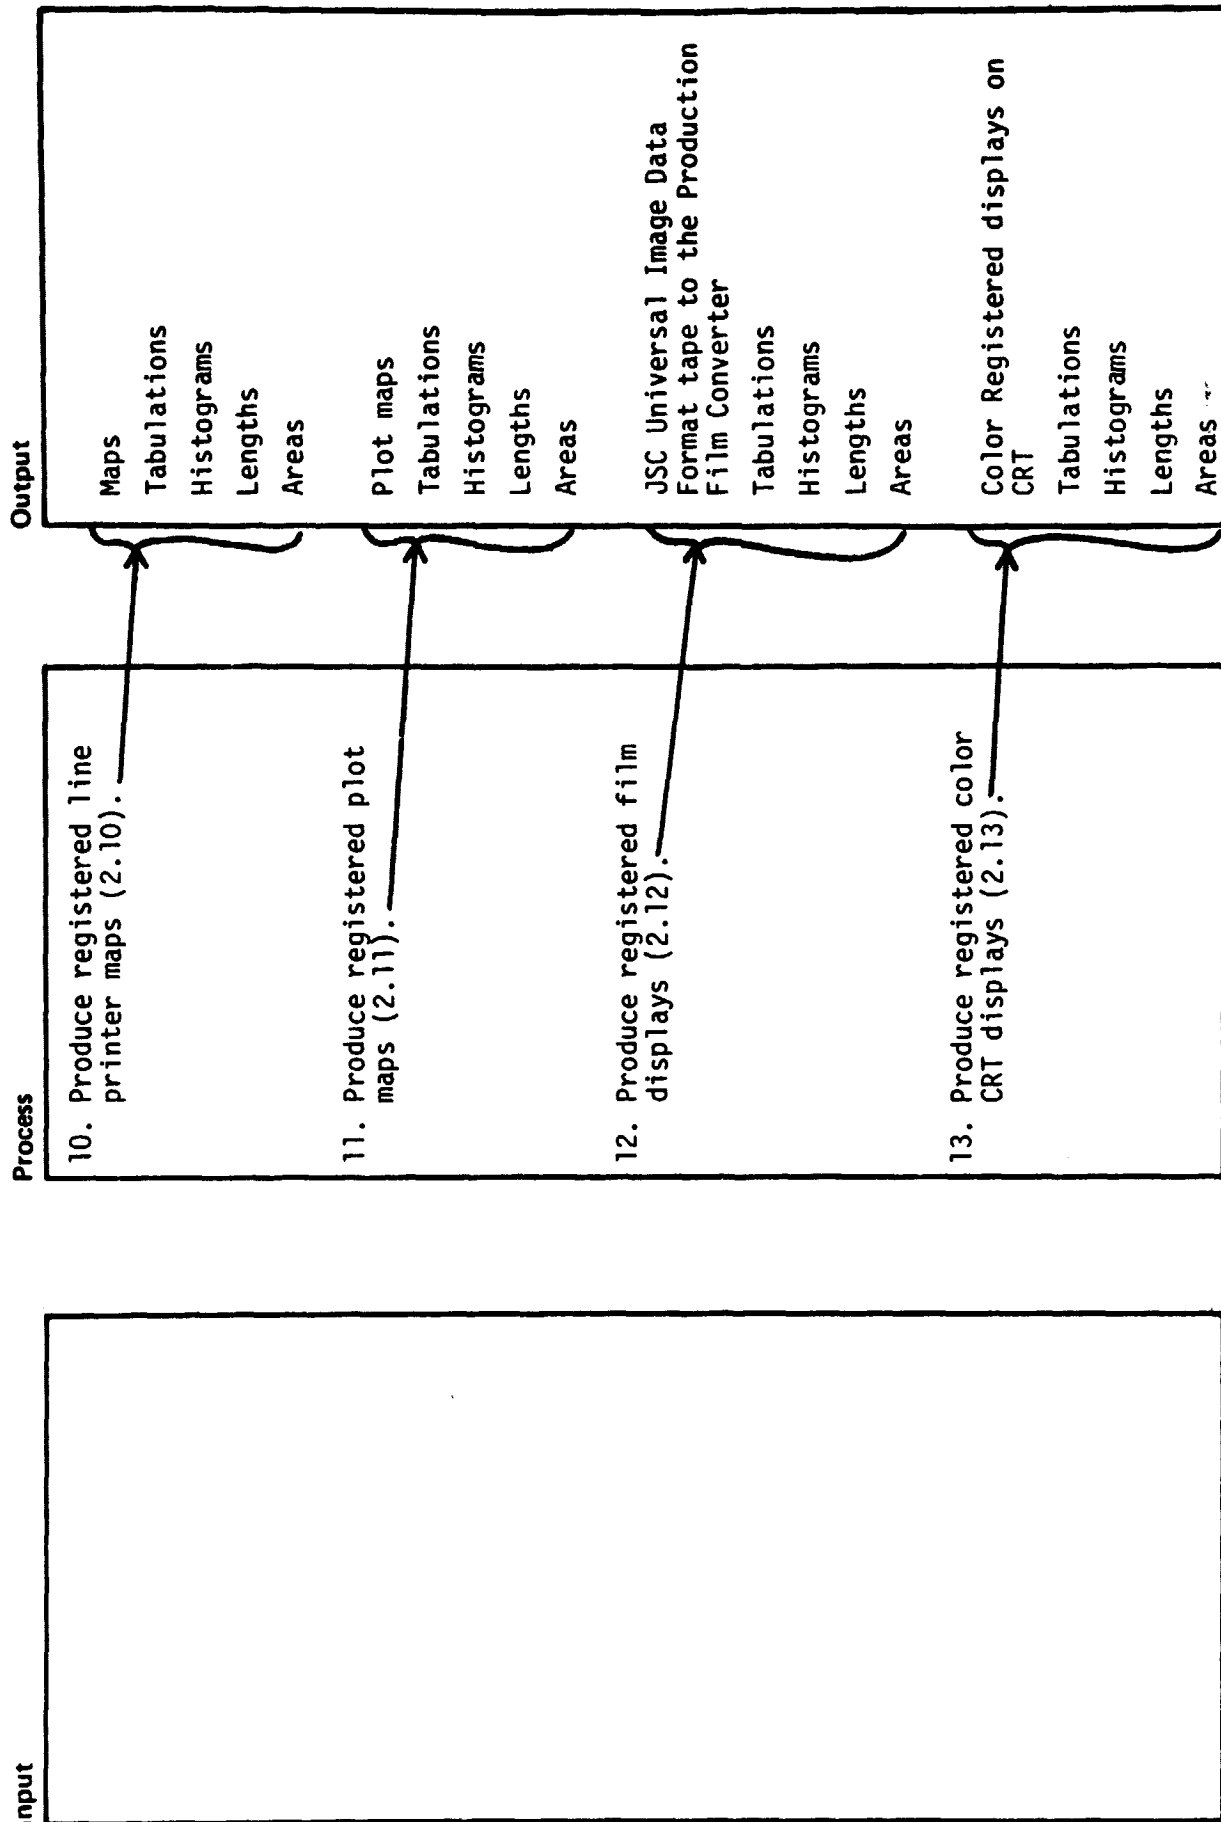 Input
Process
10. Produce registered line
printer maps (2.10).
11. Produce registered plot
maps (2.11).
12. Produce register film
displays (2.12).
13. Produce registered color
CRT displays (2.13).
Output
Maps
Tabulations
Histograms
Lengths
Areas
Plot maps
Tabulations
Histograms
Lengths
Areas
JSC Universal Image Data
Format tape to the Production
Film Converter
Tabulations
Histograms
Lengths
Areas
Color Registered displays on
CRT
Tabulations
Histograms
Lengths
Areas